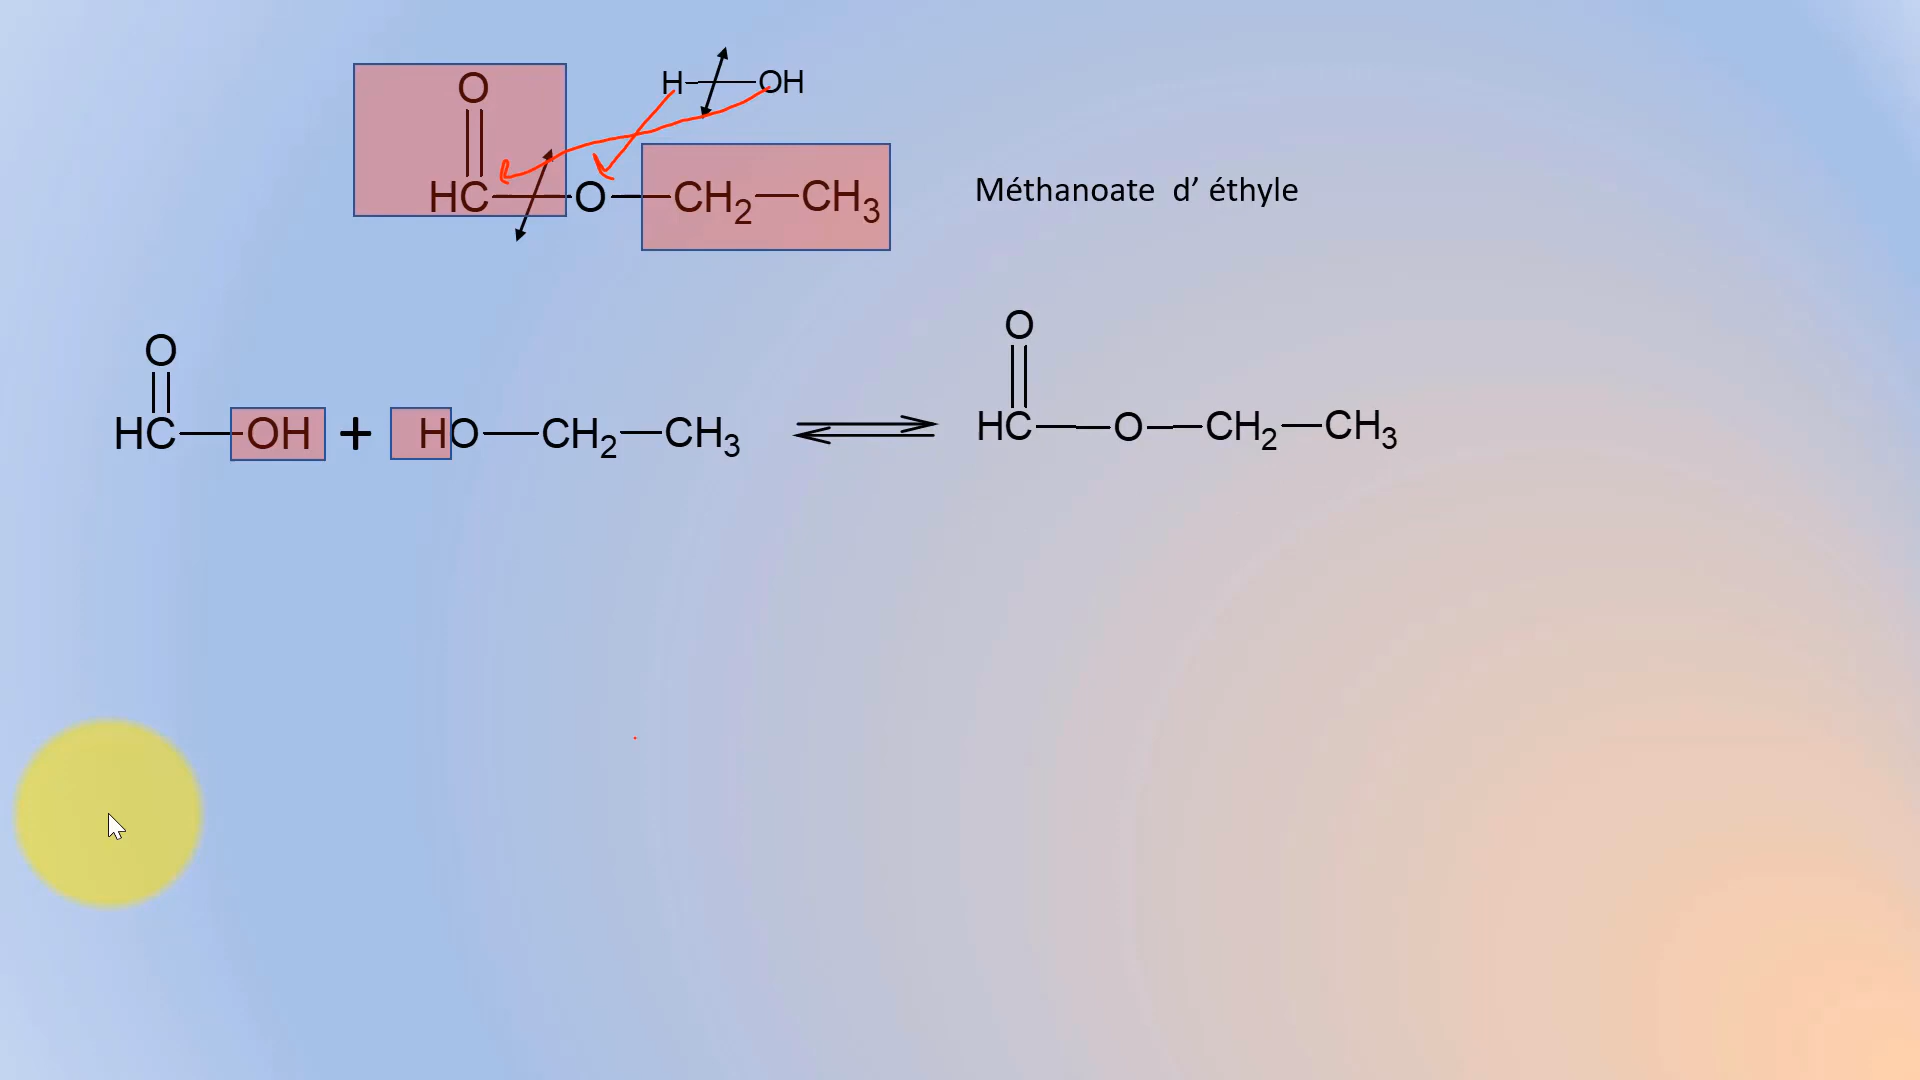 O
H OH
HC O CH2 CH3
Méthanoate d’ éthyle
O
O
HC OH + HO CH2 CH3 ⇌ HC O CH2 CH3